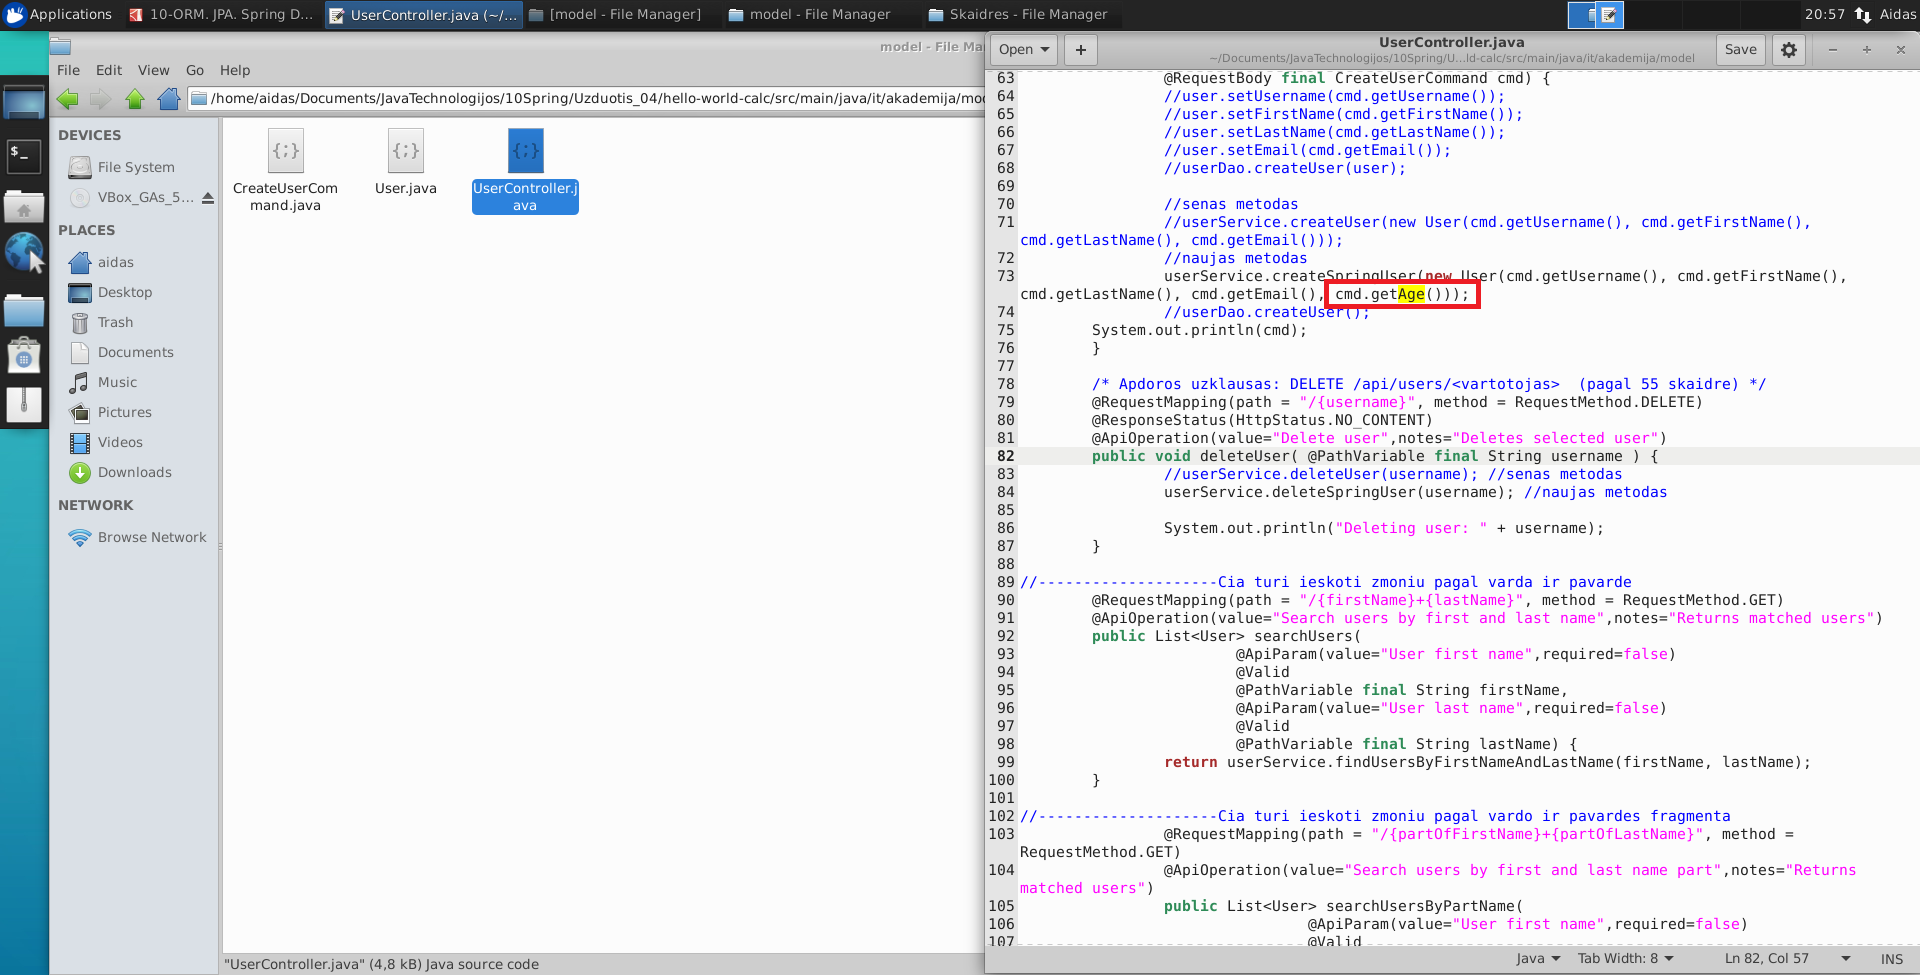 Applications
10-ORM. JPA. Spring D...
UserController.java (~/...
[model - File Manager]
model - File Manager
Skaidres - File Manager
20:57
Aidas
model - File Ma
File Edit View Go Help
/home/aidas/Documents/JavaTechnologijos/10Spring/Uzduotis_04/hello-world-calc/src/main/java/it/akademija/mo
DEVICES
File System
VBox_GAs_5...
PLACES
aidas
Desktop
Trash
Documents
Music
Pictures
Videos
Downloads
NETWORK
Browse Network
{;}
{;}
{;}
CreateUserCom
mand.java
User.java
UserController.j
ava
"UserController.java" (4,8 kB) Java source code
Open
+
UserController.java
~/Documents/JavaTechnologijos/10Spring/U...ld-calc/src/main/java/it/akademija/model
Save
63 @RequestBody final CreateUserCommand cmd) {
64 //user.setUsername(cmd.getUsername());
65 //user.setFirstName(cmd.getFirstName());
66 //user.setLastName(cmd.getLastName());
67 //user.setEmail(cmd.getEmail());
68 //userDao.createUser(user);
69
70 //senas metodas
71 //userService.createUser(new User(cmd.getUsername(), cmd.getFirstName(),
cmd.getLastName(), cmd.getEmail()));
72 //naujas metodas
73 userService.createSpringUser(new User(cmd.getUsername(), cmd.getFirstName(),
cmd.getLastName(), cmd.getEmail(), cmd.getAge()));
74 //userDao.createUser();
75 System.out.println(cmd);
76 }
77
78 /* Apdoros uzklausas: DELETE /api/users/<vartotojas>  (pagal 55 skaidre) */
79 @RequestMapping(path = "/{username}", method = RequestMethod.DELETE)
80 @ResponseStatus(HttpStatus.NO_CONTENT)
81 @ApiOperation(value="Delete user",notes="Deletes selected user")
82 public void deleteUser( @PathVariable final String username ) {
83 //userService.deleteUser(username); //senas metodas
84 userService.deleteSpringUser(username); //naujas metodas
85
86 System.out.println("Deleting user: " + username);
87 }
88
89 //--------------------Cia turi ieskoti zmoniu pagal varda ir pavarde
90 @RequestMapping(path = "/{firstName}+{lastName}", method = RequestMethod.GET)
91 @ApiOperation(value="Search users by first and last name",notes="Returns matched users")
92 public List<User> searchUsers(
93 @ApiParam(value="User first name",required=false)
94 @Valid
95 @PathVariable final String firstName,
96 @ApiParam(value="User last name",required=false)
97 @Valid
98 @PathVariable final String lastName) {
99 return userService.findUsersByFirstNameAndLastName(firstName, lastName);
100 }
101
102 //--------------------Cia turi ieskoti zmoniu pagal vardo ir pavardes fragmenta
103 @RequestMapping(path = "/{partOfFirstName}+{partOfLastName}", method =
RequestMethod.GET)
104 @ApiOperation(value="Search users by first and last name part",notes="Returns
matched users")
105 public List<User> searchUsersByPartName(
106 @ApiParam(value="User first name",required=false)
107 @Valid
Java Tab Width: 8 Ln 82, Col 57 INS